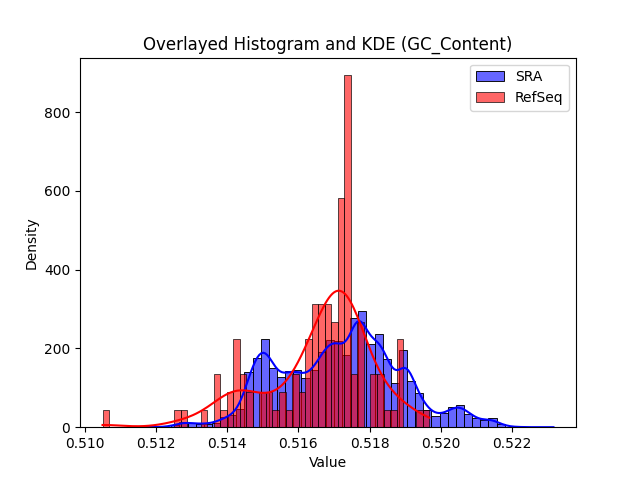 Overlayed Histogram and KDE (GC_Content)
SRA
RefSeq
Density
800
600
400
200
0
0.510 0.512 0.514 0.516 0.518 0.520 0.522
Value